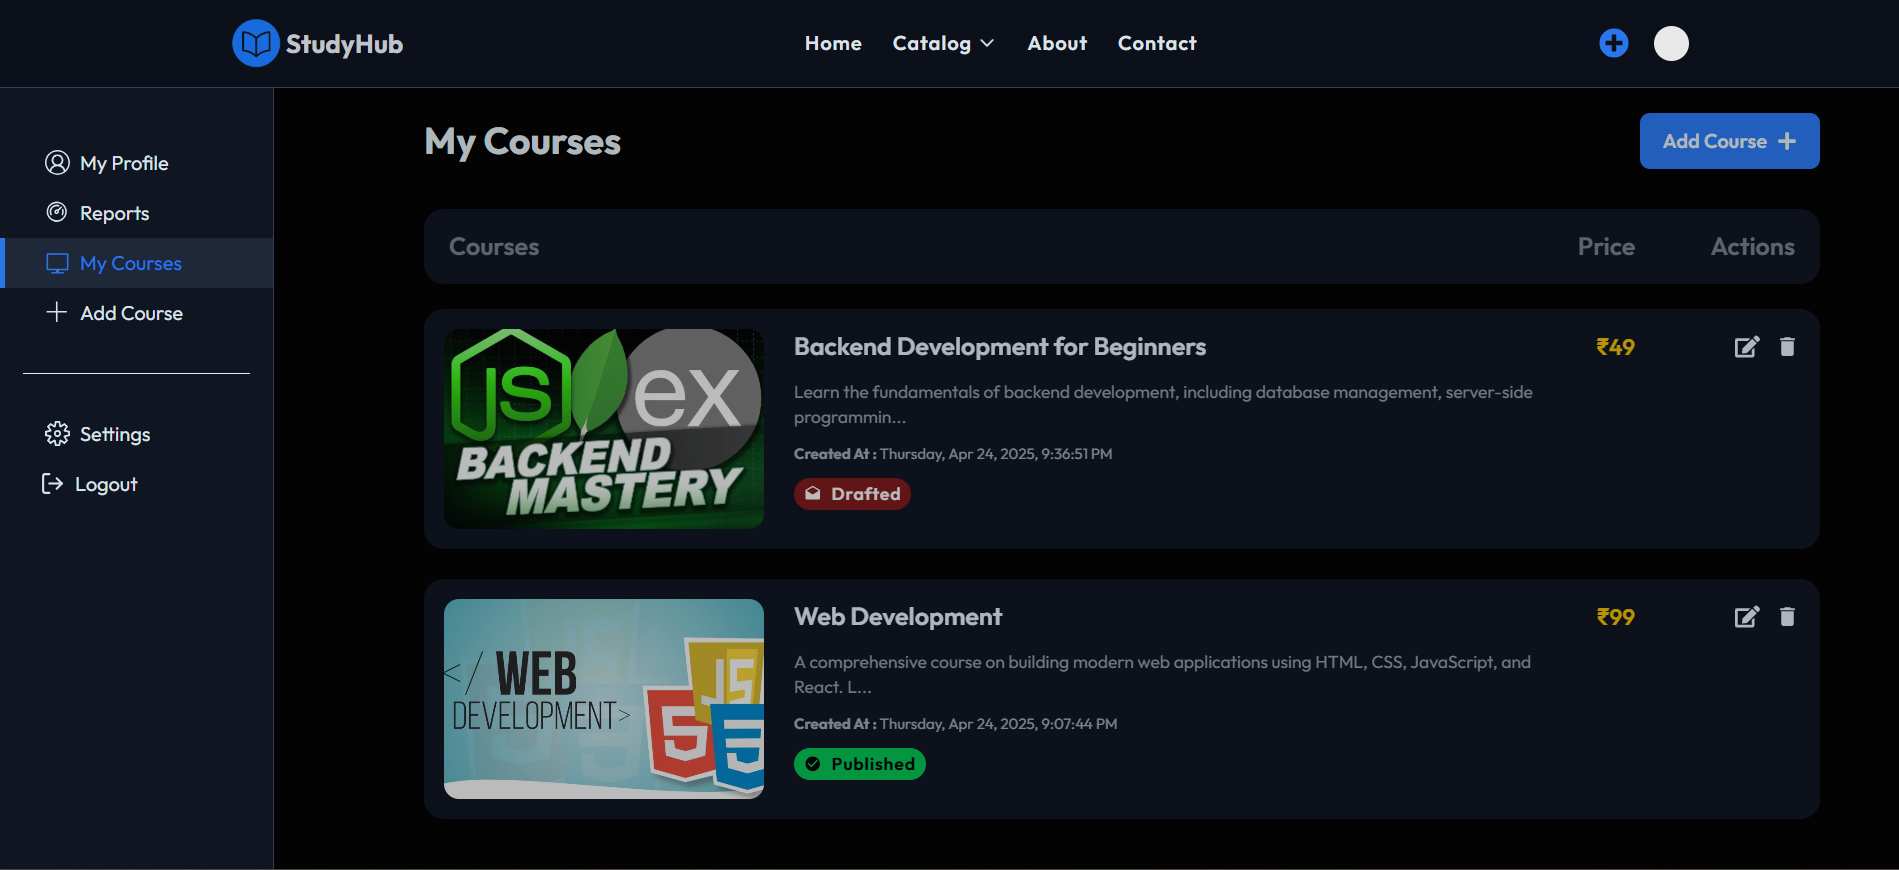 StudyHub
Home Catalog About Contact
My Profile
Reports
My Courses
Add Course
Settings
Logout
My Courses
Add Course
Courses Price Actions
JS ex
BACKEND
MASTERY
Backend Development for Beginners
₹49
Learn the fundamentals of backend development, including database management, server-side
programmin...
Created At : Thursday, Apr 24, 2025, 9:36:51 PM
Drafted
</ WEB
DEVELOPMENT>
JS
5
3
Web Development
₹99
A comprehensive course on building modern web applications using HTML, CSS, JavaScript, and
React. L...
Created At : Thursday, Apr 24, 2025, 9:07:44 PM
Published